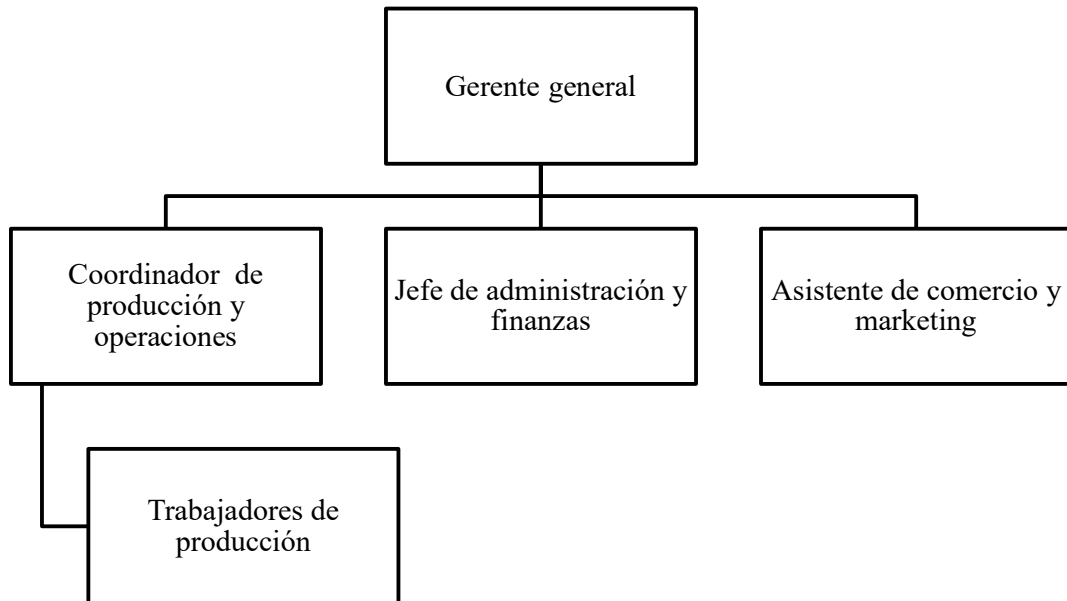 Gerente general
Coordinador de
producción y
operaciones
Jefe de administración y
finanzas
Asistente de comercio y
marketing
Trabajadores de
producción